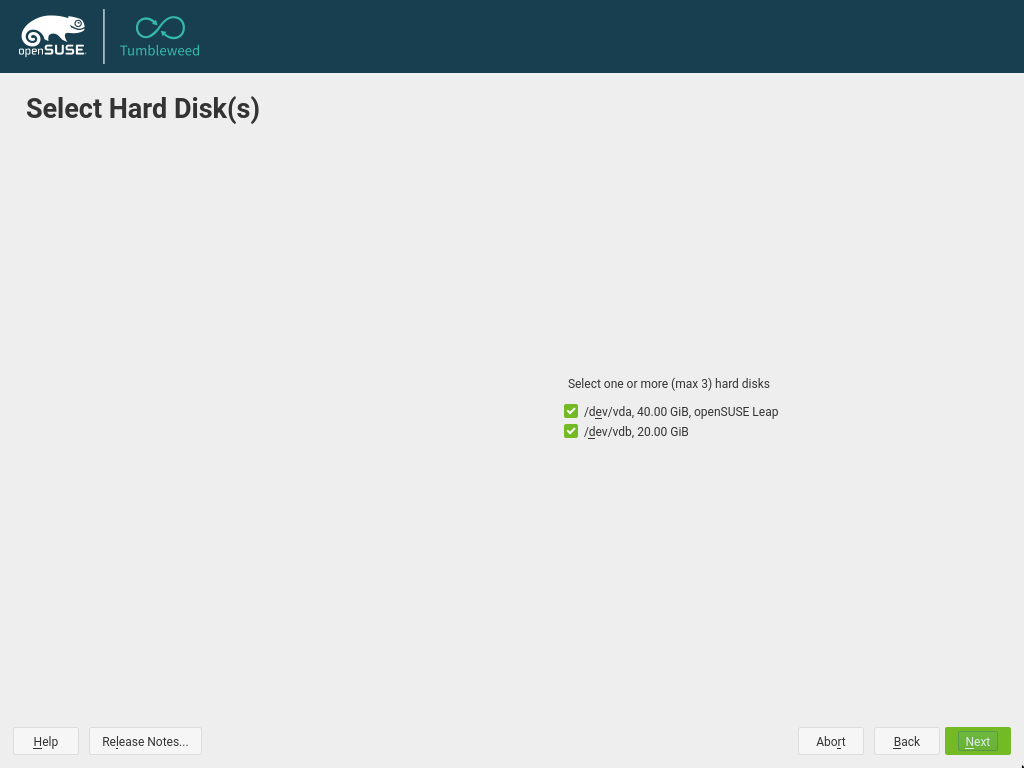 openSUSE
Tumbleweed
Select Hard Disk(s)
Select one or more (max 3) hard disks
/dev/vda, 40.00 GiB, openSUSE Leap
/dev/vdb, 20.00 GiB
Help
Release Notes...
Abort
Back
Next